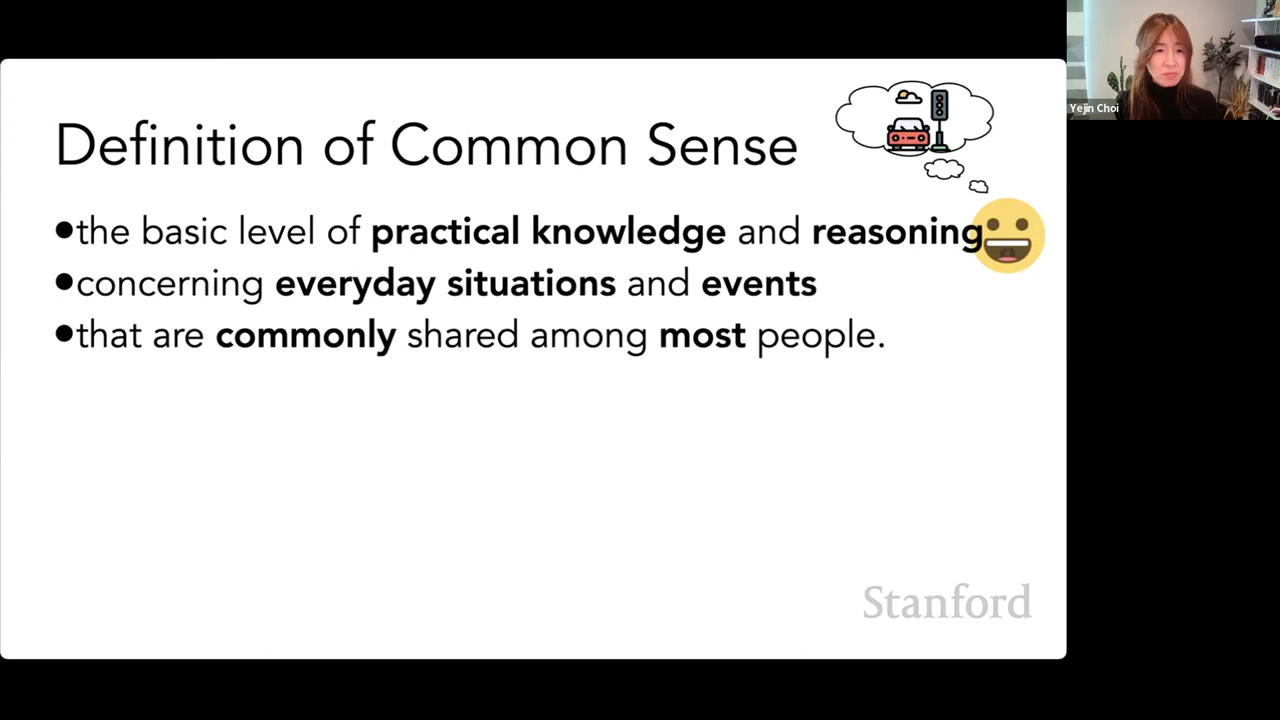 Definition of Common Sense
•the basic level of practical knowledge and reasoning
•concerning everyday situations and events
•that are commonly shared among most people.
Stanford
Yejin Choi